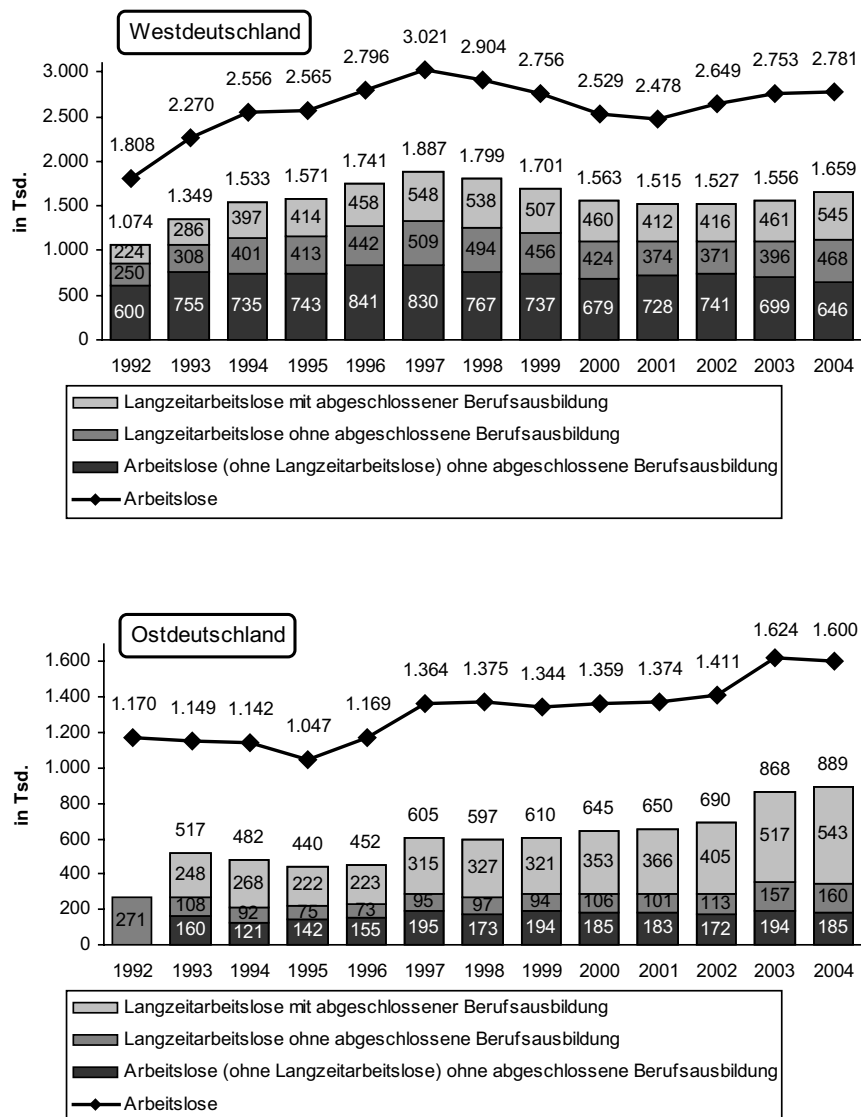 Westdeutschland
in Tsd.
3.000
2.500
2.000
1.500
1.000
500
0
1.808 2.270 2.556 2.565 2.796 3.021 2.904 2.756 2.529 2.478 2.649 2.753 2.781
1.074 1.349 1.533 1.571 1.741 1.887 1.799 1.701 1.563 1.515 1.527 1.556 1.659
224 286 397 414 458 548 538 507 460 412 416 461 545
250 308 401 413 442 509 494 456 424 374 371 396 468
600 755 735 743 841 830 767 737 679 728 741 699 646
1992 1993 1994 1995 1996 1997 1998 1999 2000 2001 2002 2003 2004
Langzeitarbeitslose mit abgeschlossener Berufsausbildung
Langzeitarbeitslose ohne abgeschlossene Berufsausbildung
Arbeitslose (ohne Langzeitarbeitslose) ohne abgeschlossene Berufsausbildung
Arbeitslose
Ostdeutschland
in Tsd.
1.600
1.400
1.200
1.000
800
600
400
200
0
1.170 1.149 1.142 1.047 1.169 1.364 1.375 1.344 1.359 1.374 1.411 1.624 1.600
517 482 440 452 605 597 610 645 650 690 868 889
248 268 222 223 315 327 321 353 366 405 517 543
271 108 92 75 73 95 97 94 106 101 113 157 160
160 121 142 155 195 173 194 185 183 172 194 185
1992 1993 1994 1995 1996 1997 1998 1999 2000 2001 2002 2003 2004
Langzeitarbeitslose mit abgeschlossener Berufsausbildung
Langzeitarbeitslose ohne abgeschlossene Berufsausbildung
Arbeitslose (ohne Langzeitarbeitslose) ohne abgeschlossene Berufsausbildung
Arbeitslose